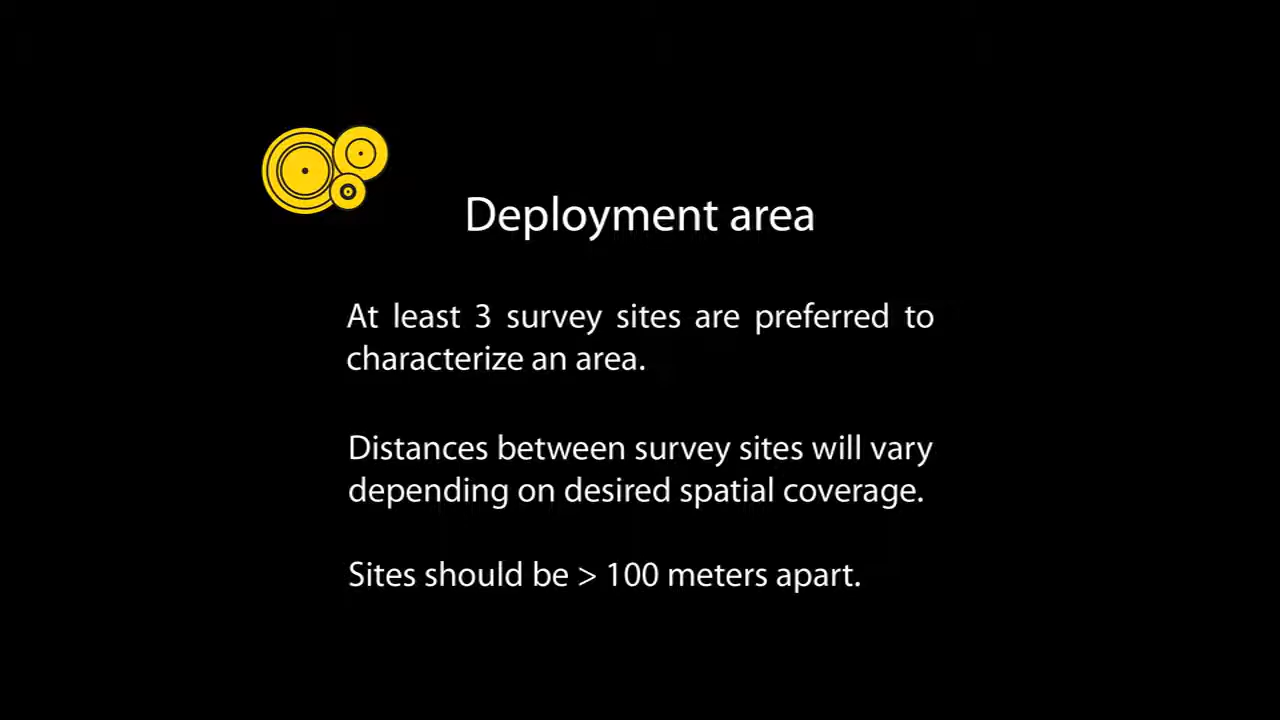 Deployment area
At least 3 survey sites are preferred to
characterize an area.
Distances between survey sites will vary
depending on desired spatial coverage.
Sites should be > 100 meters apart.